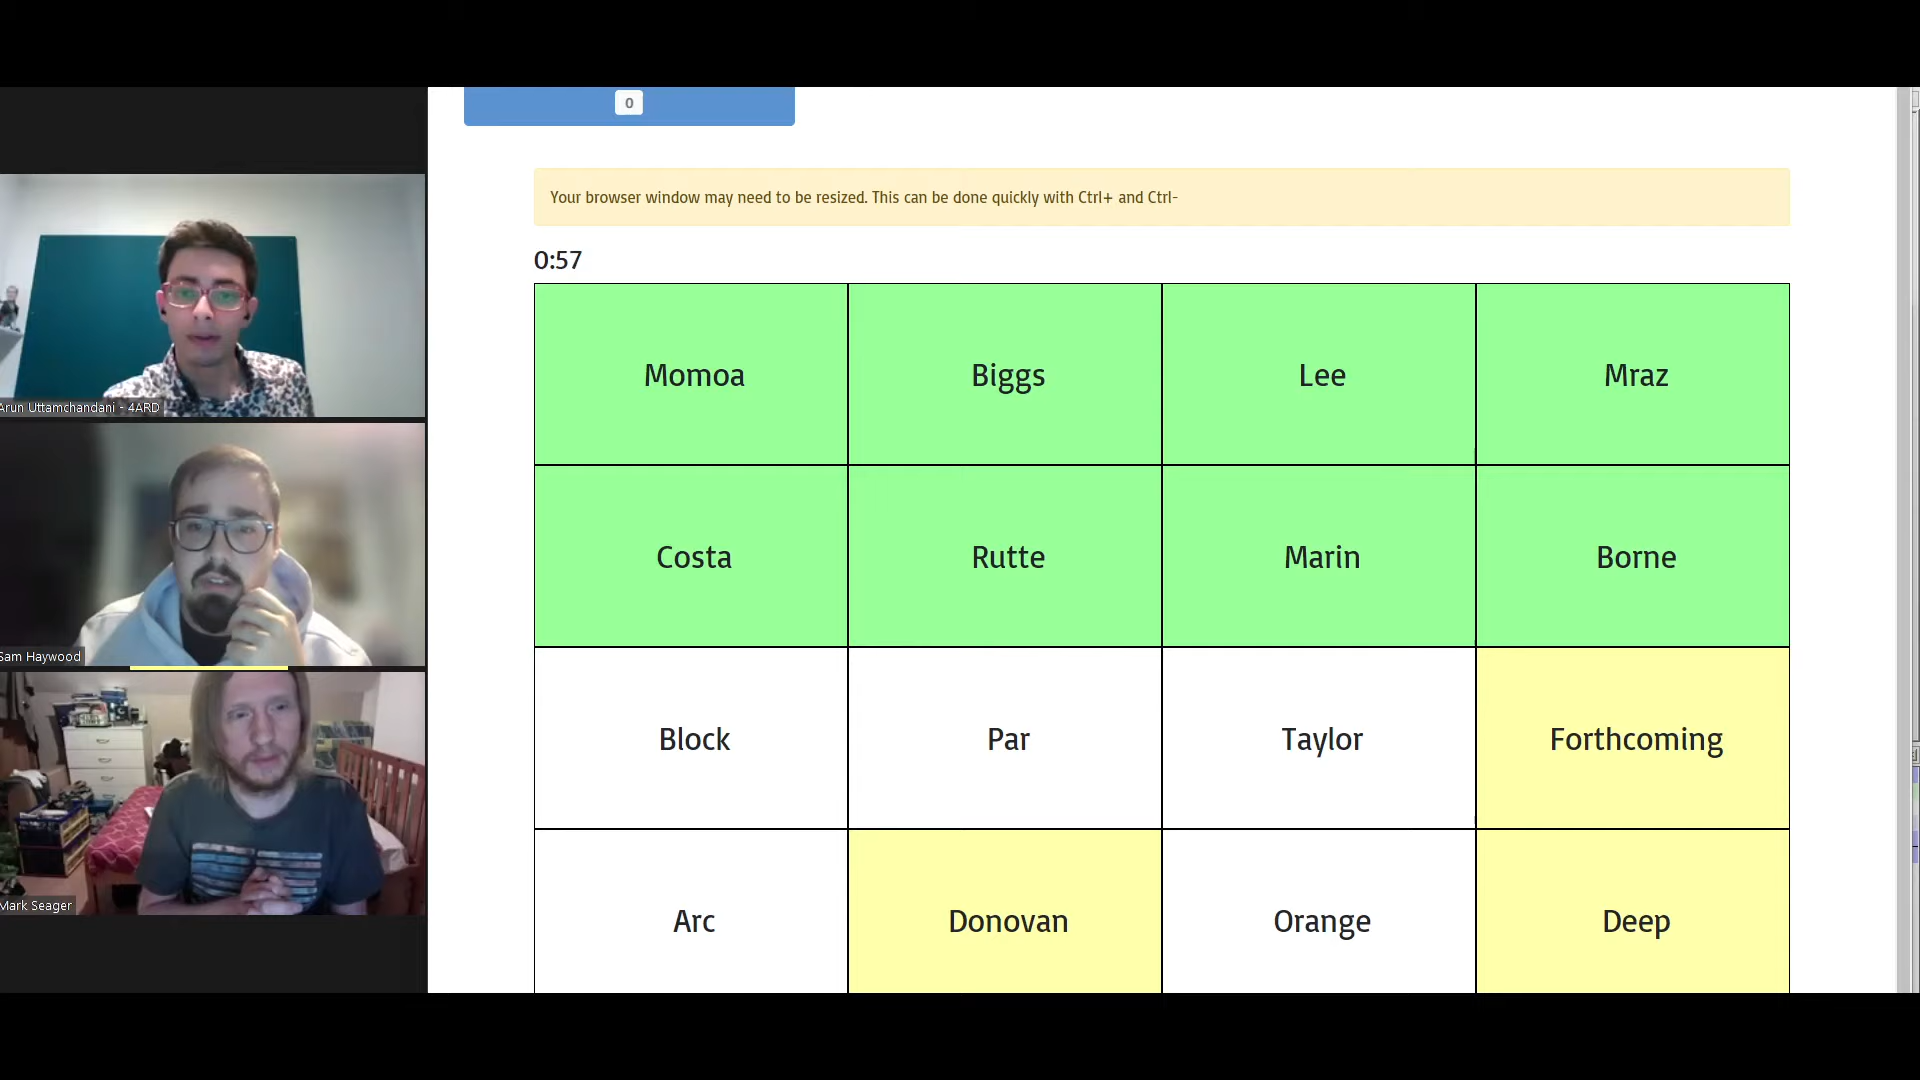 0
Your browser window may need to be resized. This can be done quickly with Ctrl+ and Ctrl-
0:57
Momoa Biggs Lee Mraz
Costa Rutte Marin Borne
Block Par Taylor Forthcoming
Arc Donovan Orange Deep
Arun Uttamchandani - 4ARD
Sam Haywood
Mark Seager